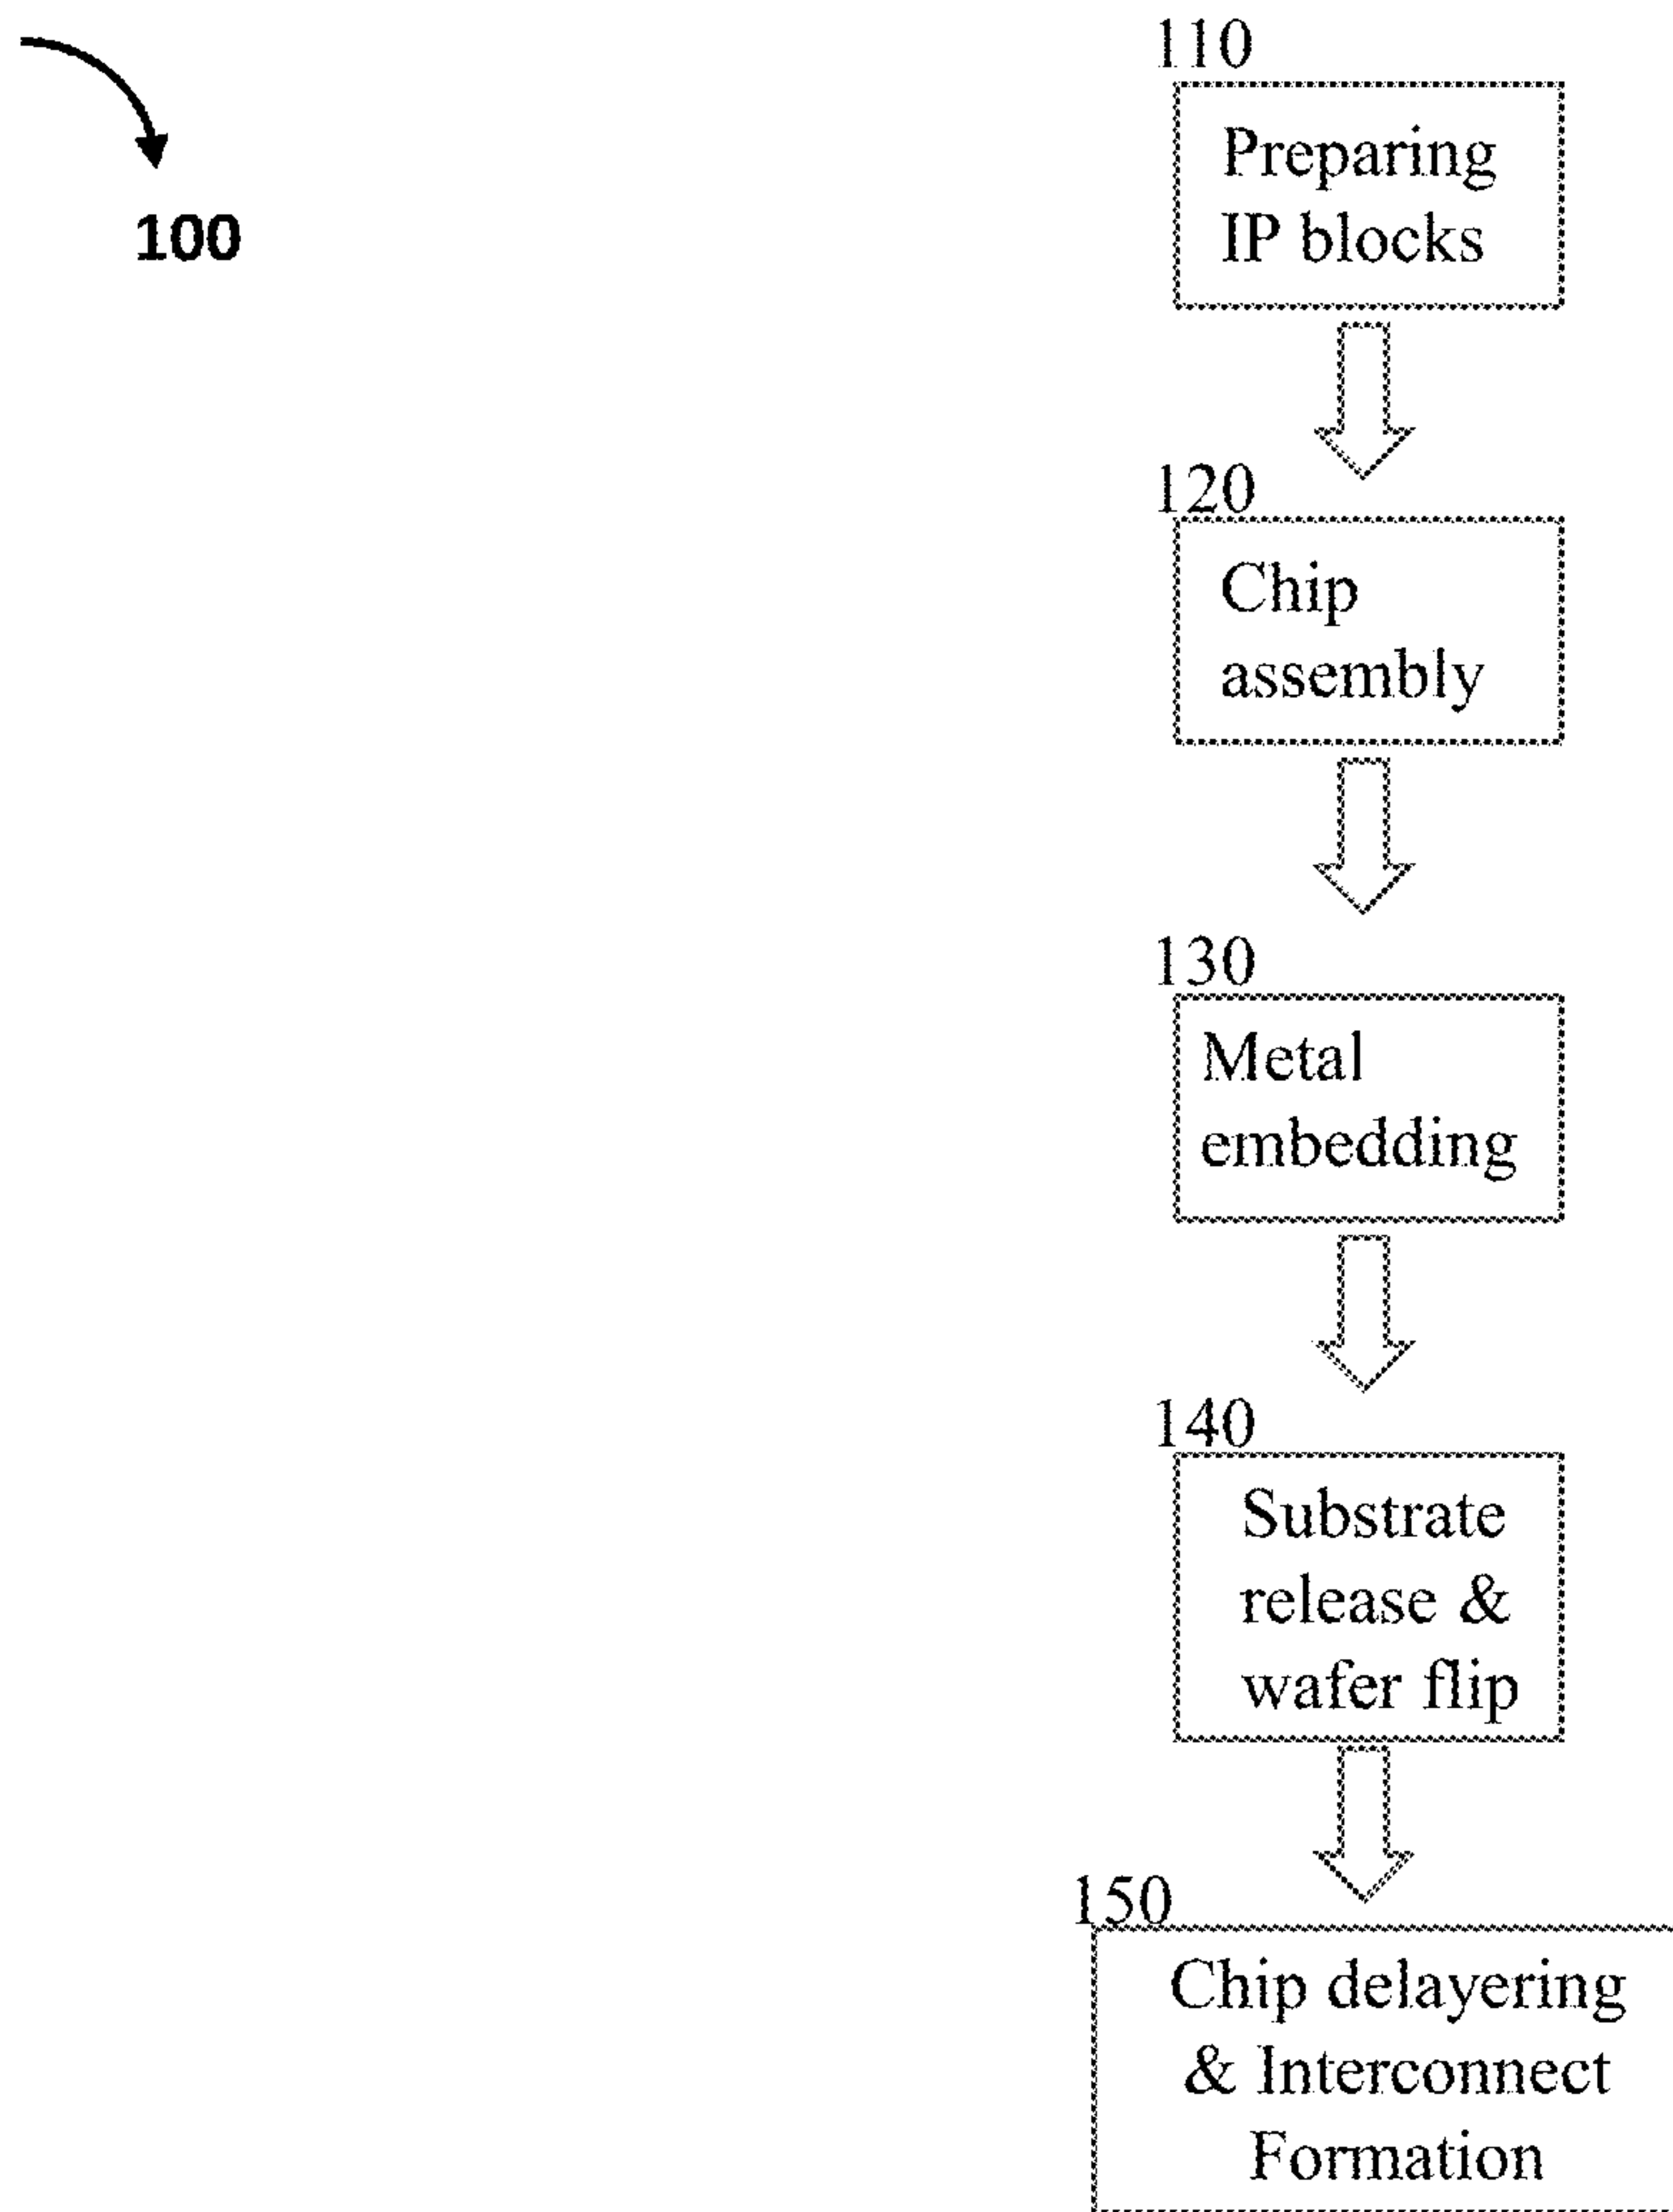 100
110
Preparing
IP blocks
120
Chip
assembly
130
Metal
embedding
140
Substrate
release &
wafer flip
150
Chip delayering
& Interconnect
Formation